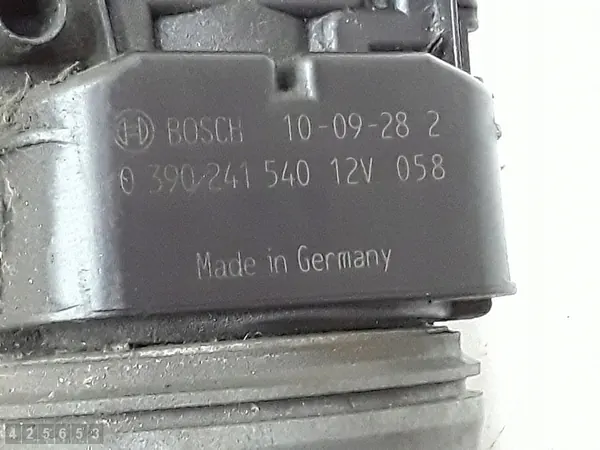 BOSCH 10-09-28 2
0 390 241 540 12V 058
Made in Germany
425653